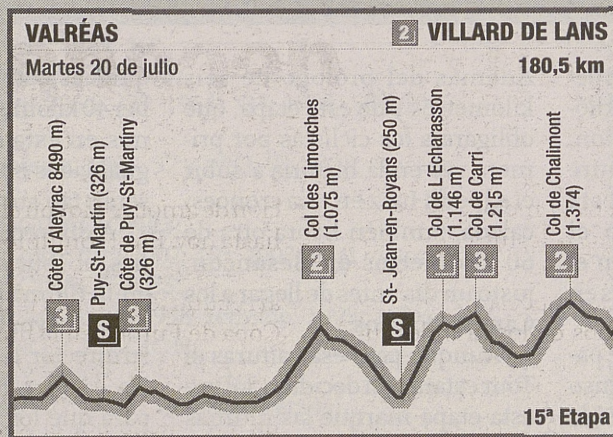 VALRÉAS
2 VILLARD DE LANS
Martes 20 de julio
180,5 km
Côte d'Aleyrac 8490 m)
3
Puy-St-Martin (326 m)
S
Côte de Puy-St-Martiny
(326 m)
3
Col des Limouches
(1.075 m)
2
St- Jean-en-Royans (250 m)
S
Col de L'Echarasson
(1.146 m)
1
Col de Carri
(1.215 m)
3
Col de Chalimont
(1.374)
2
15ª Etapa